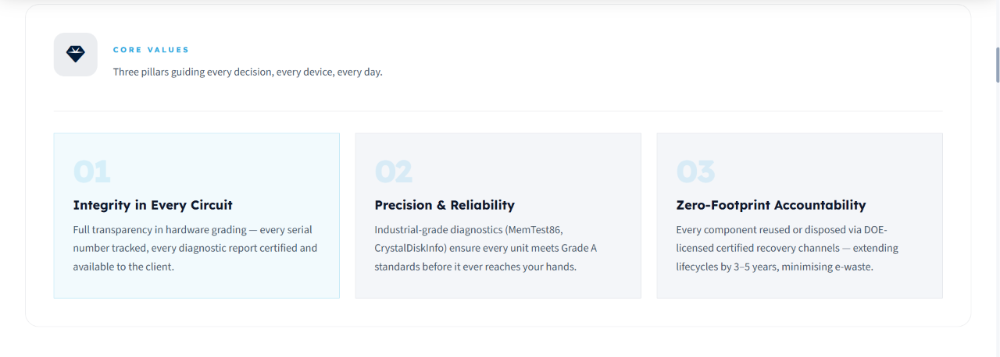 CORE VALUES
Three pillars guiding every decision, every device, every day.
01
Integrity in Every Circuit
Full transparency in hardware grading — every serial
number tracked, every diagnostic report certified and
available to the client.
02
Precision & Reliability
Industrial-grade diagnostics (MemTest86,
CrystalDiskInfo) ensure every unit meets Grade A
standards before it ever reaches your hands.
03
Zero-Footprint Accountability
Every component reused or disposed via DOE-
licensed certified recovery channels — extending
lifecycles by 3–5 years, minimising e-waste.